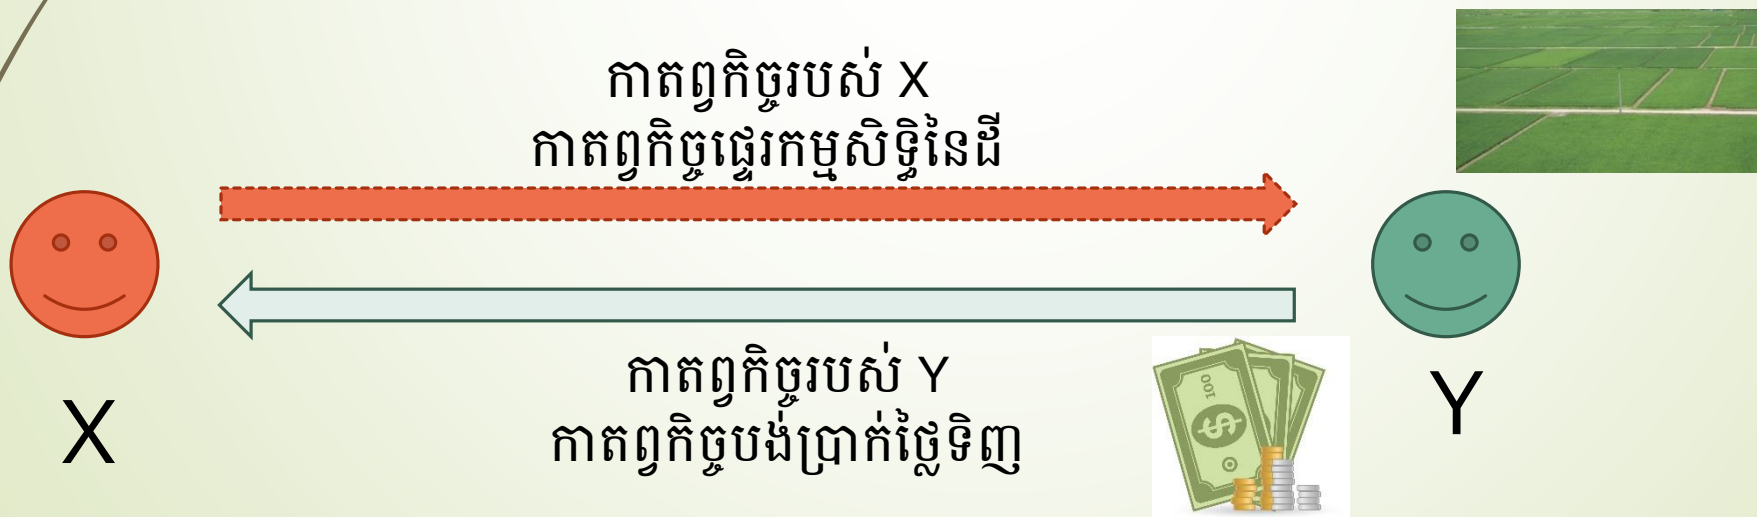 កាតព្វកិច្ចរបស់ X
កាតព្វកិច្ចផ្ទេរកម្មសិទ្ធិនៃដី
កាតព្វកិច្ចរបស់ Y
កាតព្វកិច្ចបង់ប្រាក់ថ្លៃទិញ
X
Y
100
$